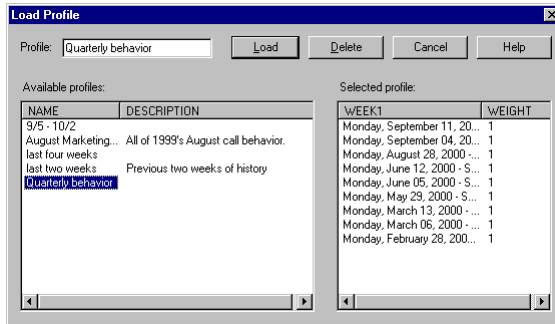 Load Profile
Profile: Quarterly behavior Load Delete Cancel Help
Available profiles: Selected profile:
NAME DESCRIPTION WEEK1 WEIGHT
9/5 - 10/2 Monday, September 11, 20... 1
August Marketing... All of 1999's August call behavior. Monday, September 04, 20... 1
last four weeks Monday, August 28, 2000 -... 1
last two weeks Previous two weeks of history Monday, June 12, 2000 - S... 1
Quarterly behavior Monday, June 05, 2000 - S... 1
Monday, May 29, 2000 - S... 1
Monday, March 13, 2000 - ... 1
Monday, March 06, 2000 - ... 1
Monday, February 28, 200... 1